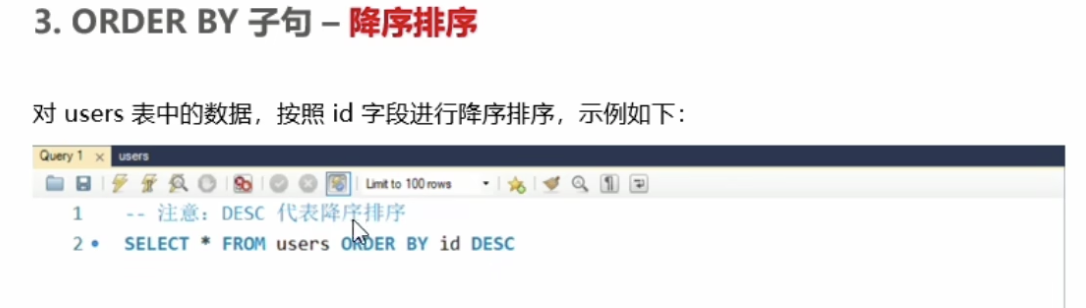 3. ORDER BY 子句 – 降序排序
对 users 表中的数据，按照 id 字段进行降序排序，示例如下：
Query 1 × users
Limit to 100 rows
1 -- 注意：DESC 代表降序排序
2 SELECT * FROM users ORDER BY id DESC